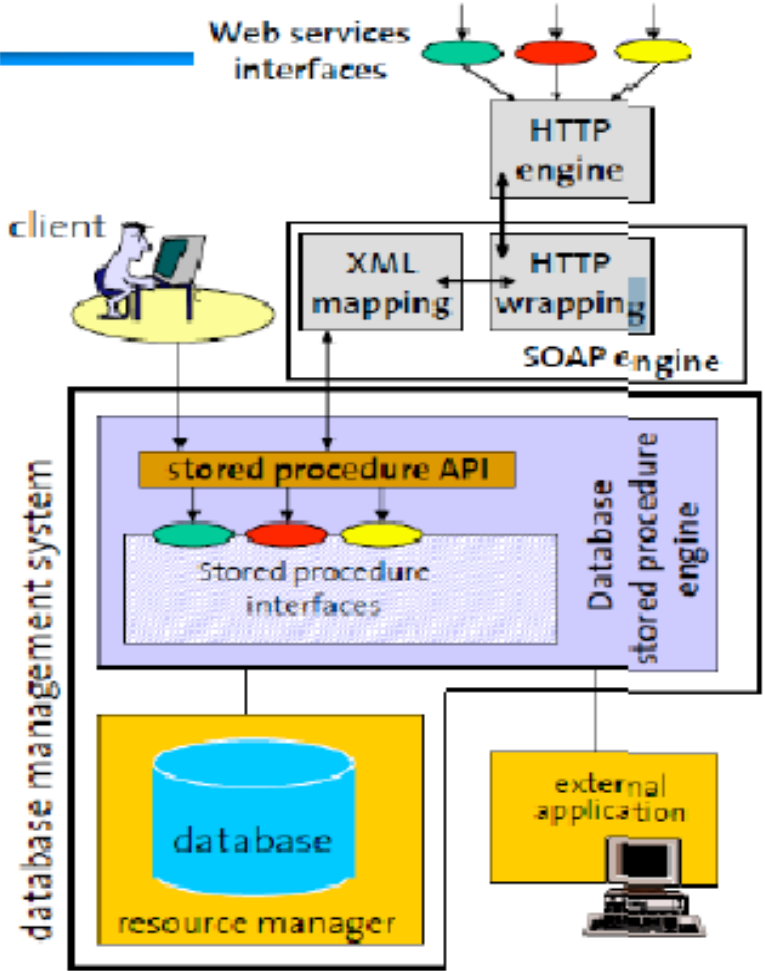 Web services
interfaces
HTTP
engine
client
XML
mapping
HTTP
wrapping
SOAP engine
stored procedure API
Stored procedure
interfaces
Database
stored procedure
engine
database management system
database
resource manager
external
application